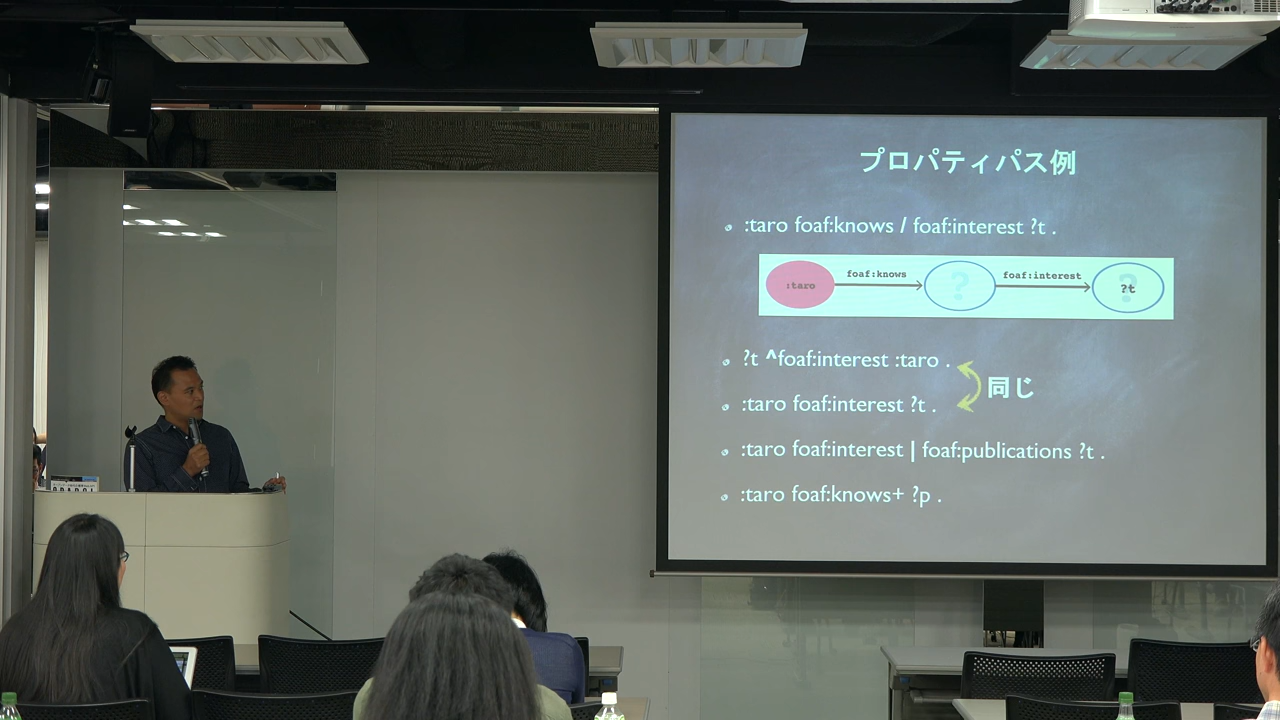 プロパティパス例
:taro foaf:knows / foaf:interest ?t .
:taro foaf:knows ? foaf:interest ?t
?t ^foaf:interest :taro .
:taro foaf:interest ?t .
同じ
:taro foaf:interest | foaf:publications ?t .
:taro foaf:knows+ ?p .